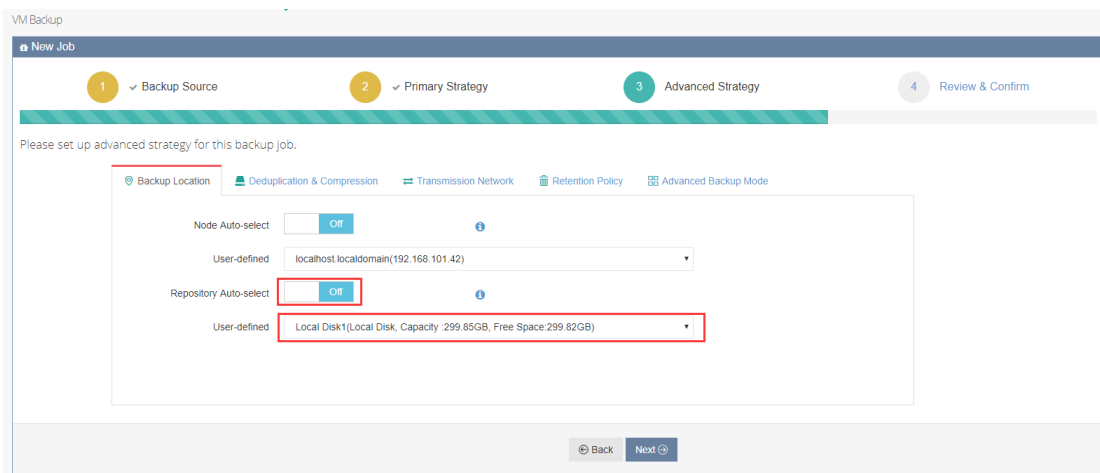 VM Backup
New Job
1 Backup Source 2 Primary Strategy 3 Advanced Strategy 4 Review & Confirm
Please set up advanced strategy for this backup job.
Backup Location Deduplication & Compression Transmission Network Retention Policy Advanced Backup Mode
Node Auto-select Off
User-defined localhost.localdomain(192.168.101.42)
Repository Auto-select Off
User-defined Local Disk1(Local Disk, Capacity :299.85GB, Free Space:299.82GB)
Back Next